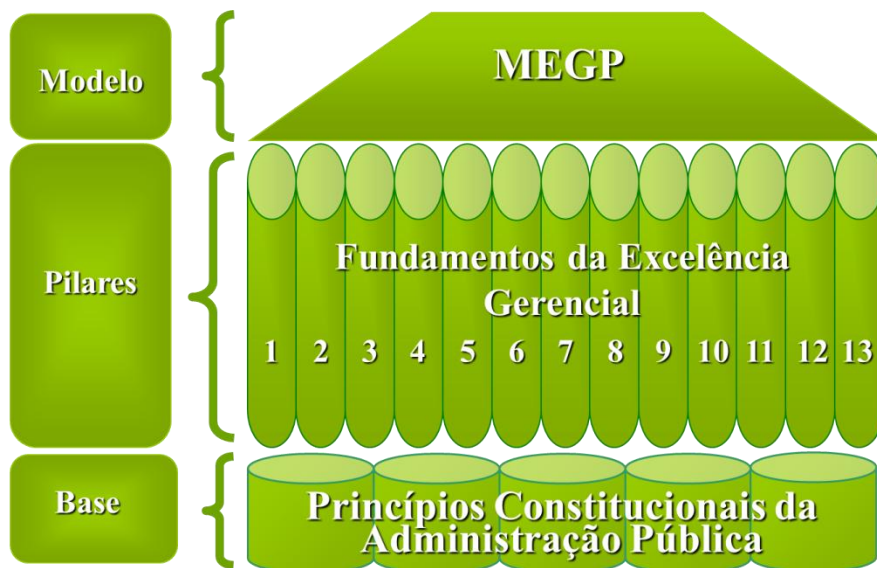 Modelo
MEGP
Pilares
Fundamentos da Excelência
Gerencial
1 2 3 4 5 6 7 8 9 10 11 12 13
Base
Princípios Constitucionais da
Administração Pública